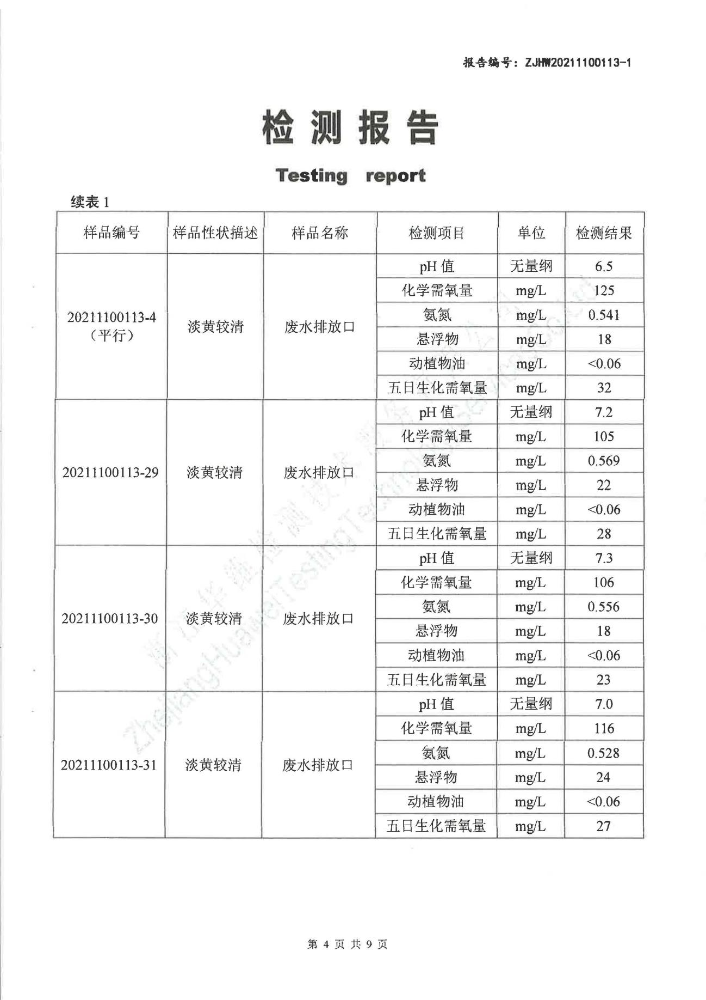 报告编号：ZJHW20211100113-1
检测报告
Testing report
续表 1
样品编号 样品性状描述 样品名称 检测项目 单位 检测结果
20211100113-4（平行） 淡黄较清 废水排放口 pH 值 无量纲 6.5
化学需氧量 mg/L 125
氨氮 mg/L 0.541
悬浮物 mg/L 18
动植物油 mg/L <0.06
五日生化需氧量 mg/L 32
20211100113-29 淡黄较清 废水排放口 pH 值 无量纲 7.2
化学需氧量 mg/L 105
氨氮 mg/L 0.569
悬浮物 mg/L 22
动植物油 mg/L <0.06
五日生化需氧量 mg/L 28
20211100113-30 淡黄较清 废水排放口 pH 值 无量纲 7.3
化学需氧量 mg/L 106
氨氮 mg/L 0.556
悬浮物 mg/L 18
动植物油 mg/L <0.06
五日生化需氧量 mg/L 23
20211100113-31 淡黄较清 废水排放口 pH 值 无量纲 7.0
化学需氧量 mg/L 116
氨氮 mg/L 0.528
悬浮物 mg/L 24
动植物油 mg/L <0.06
五日生化需氧量 mg/L 27
第 4 页 共 9 页